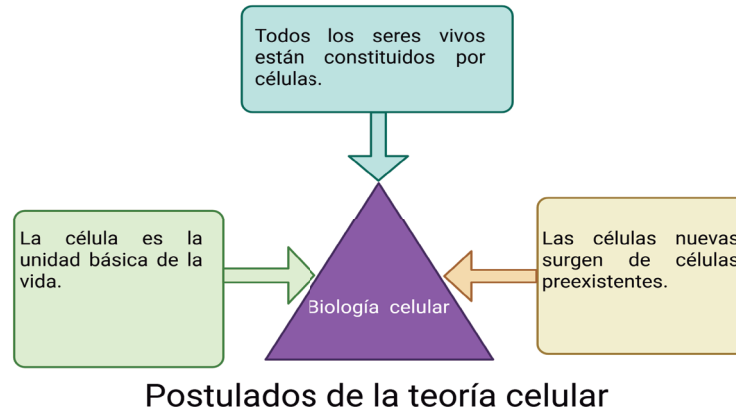 Todos los seres vivos
están constituidos por
células.
La célula es la
unidad básica de la
vida.
Las células nuevas
surgen de células
preexistentes.
Biología celular
Postulados de la teoría celular